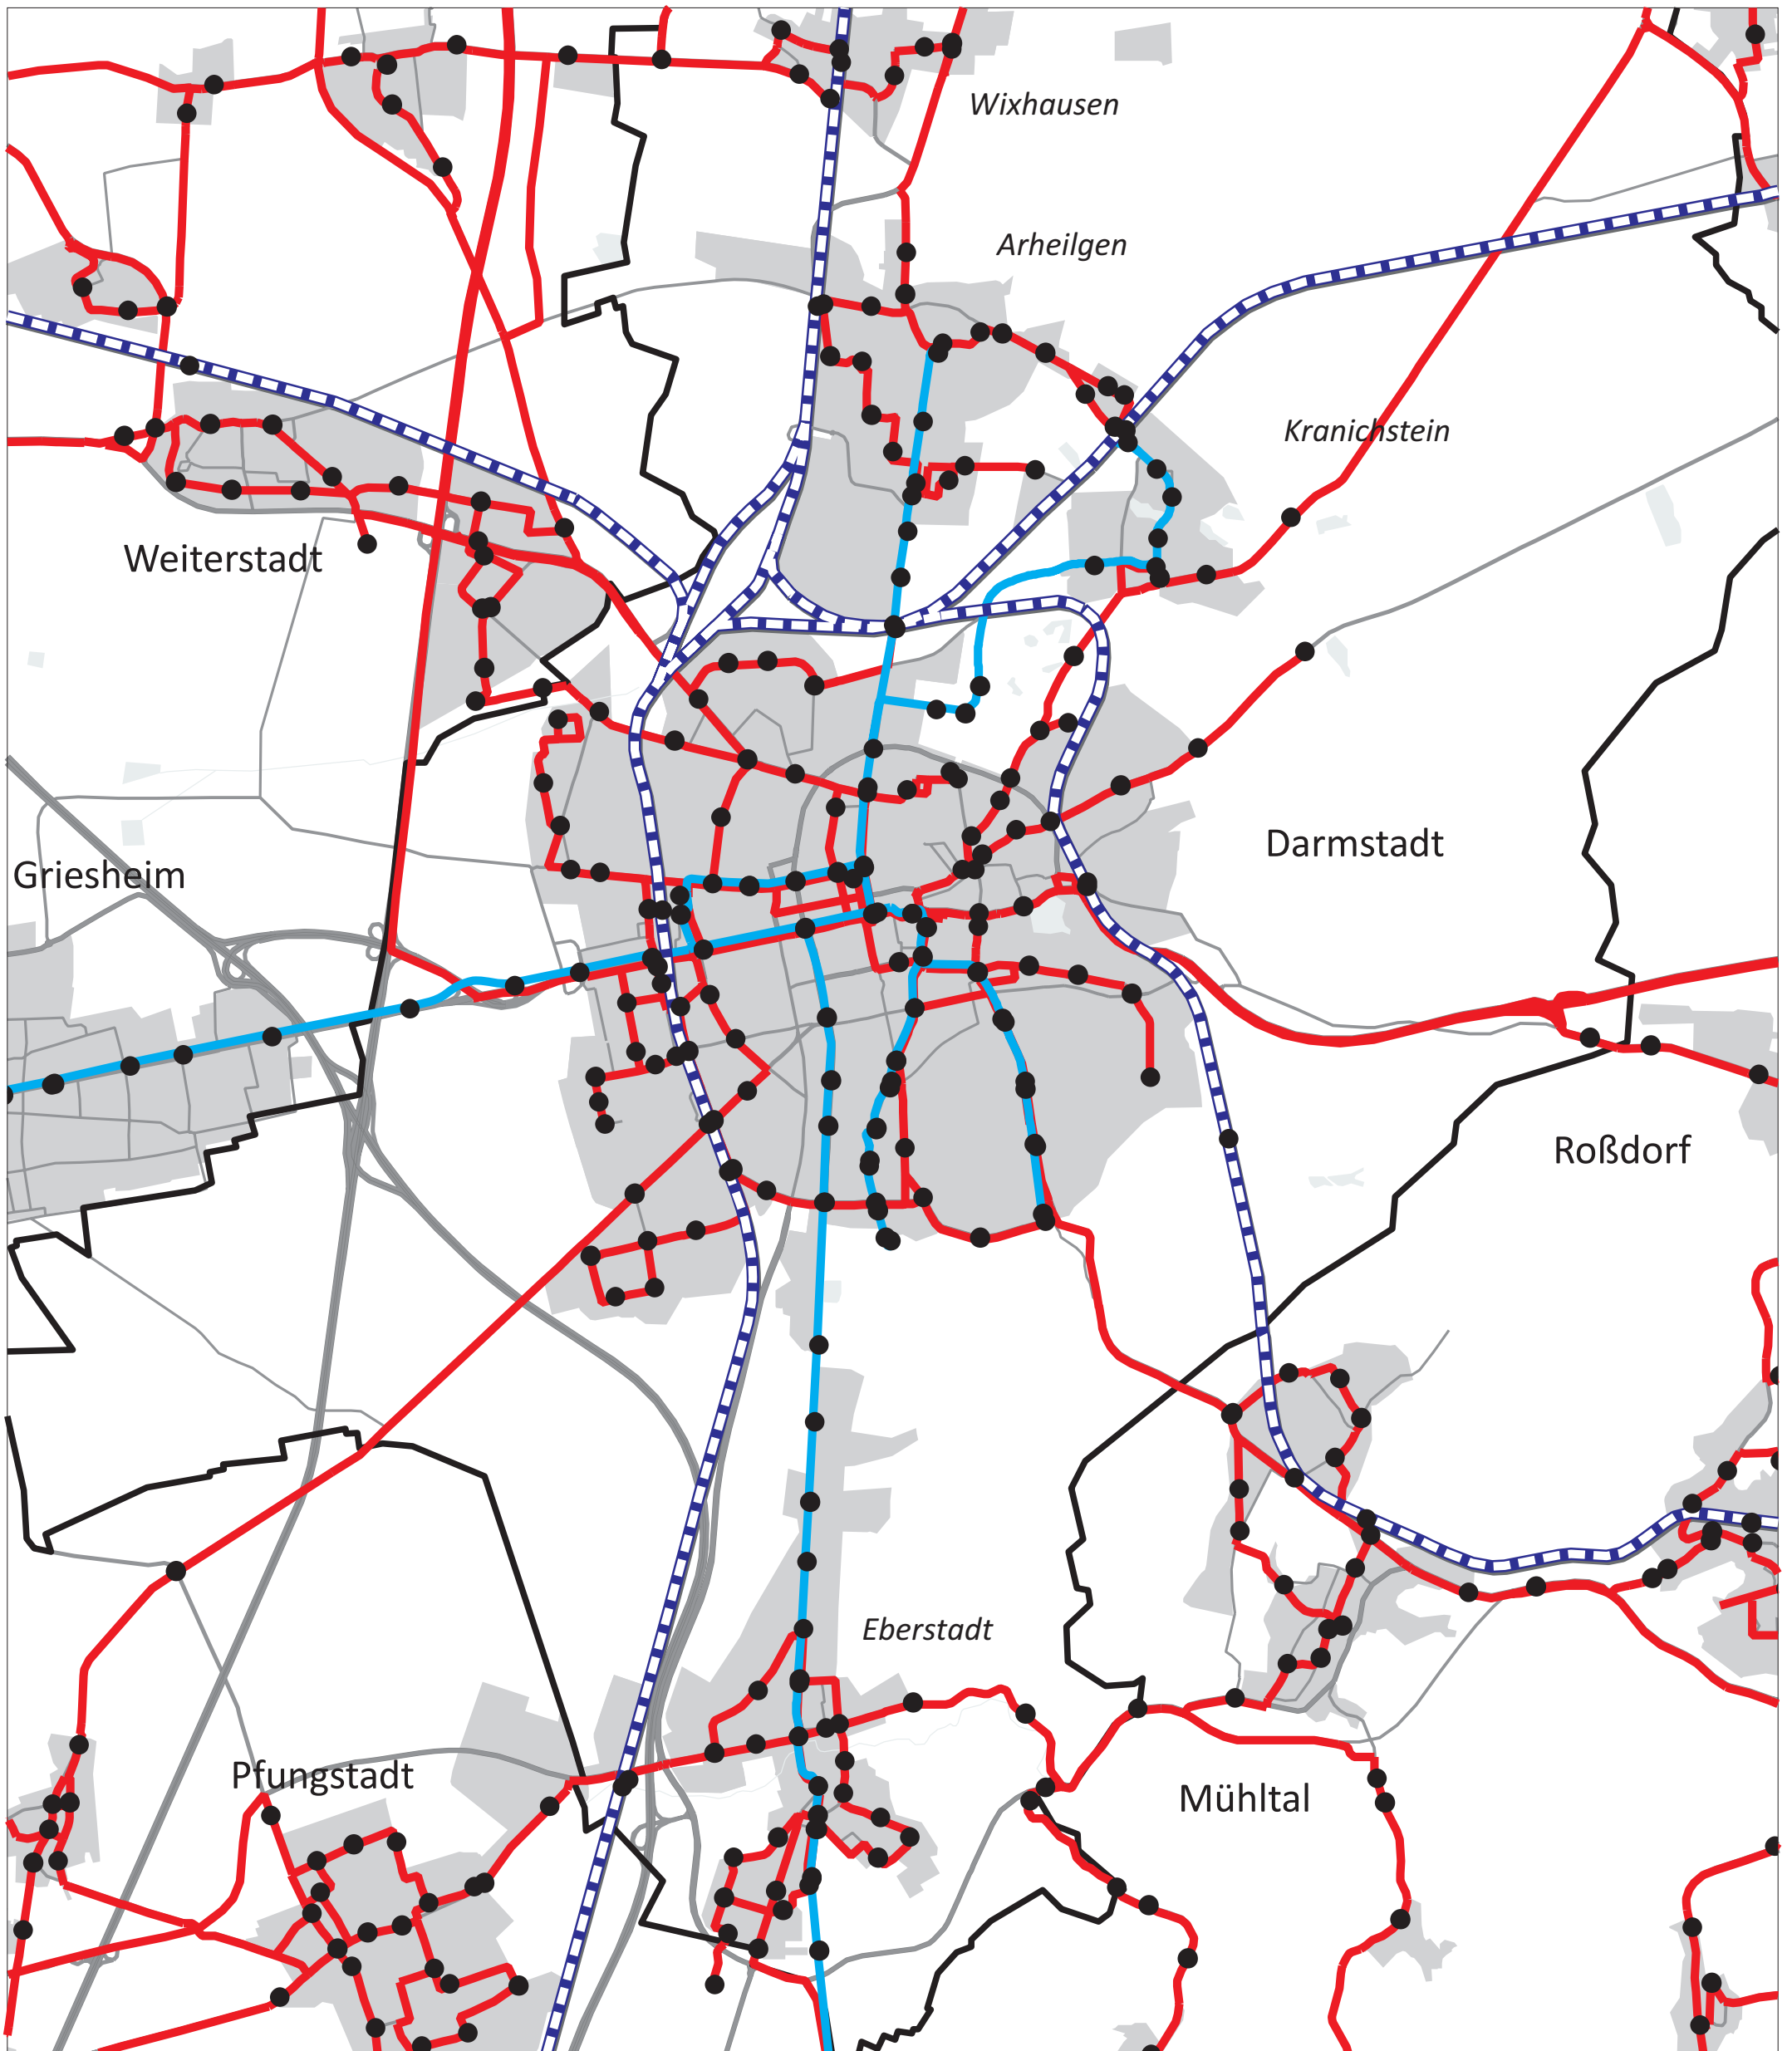 Wixhausen
Arheilgen
Kranichstein
Weiterstadt
Darmstadt
Griesheim
Roßdorf
Eberstadt
Pfungstadt
Mühltal